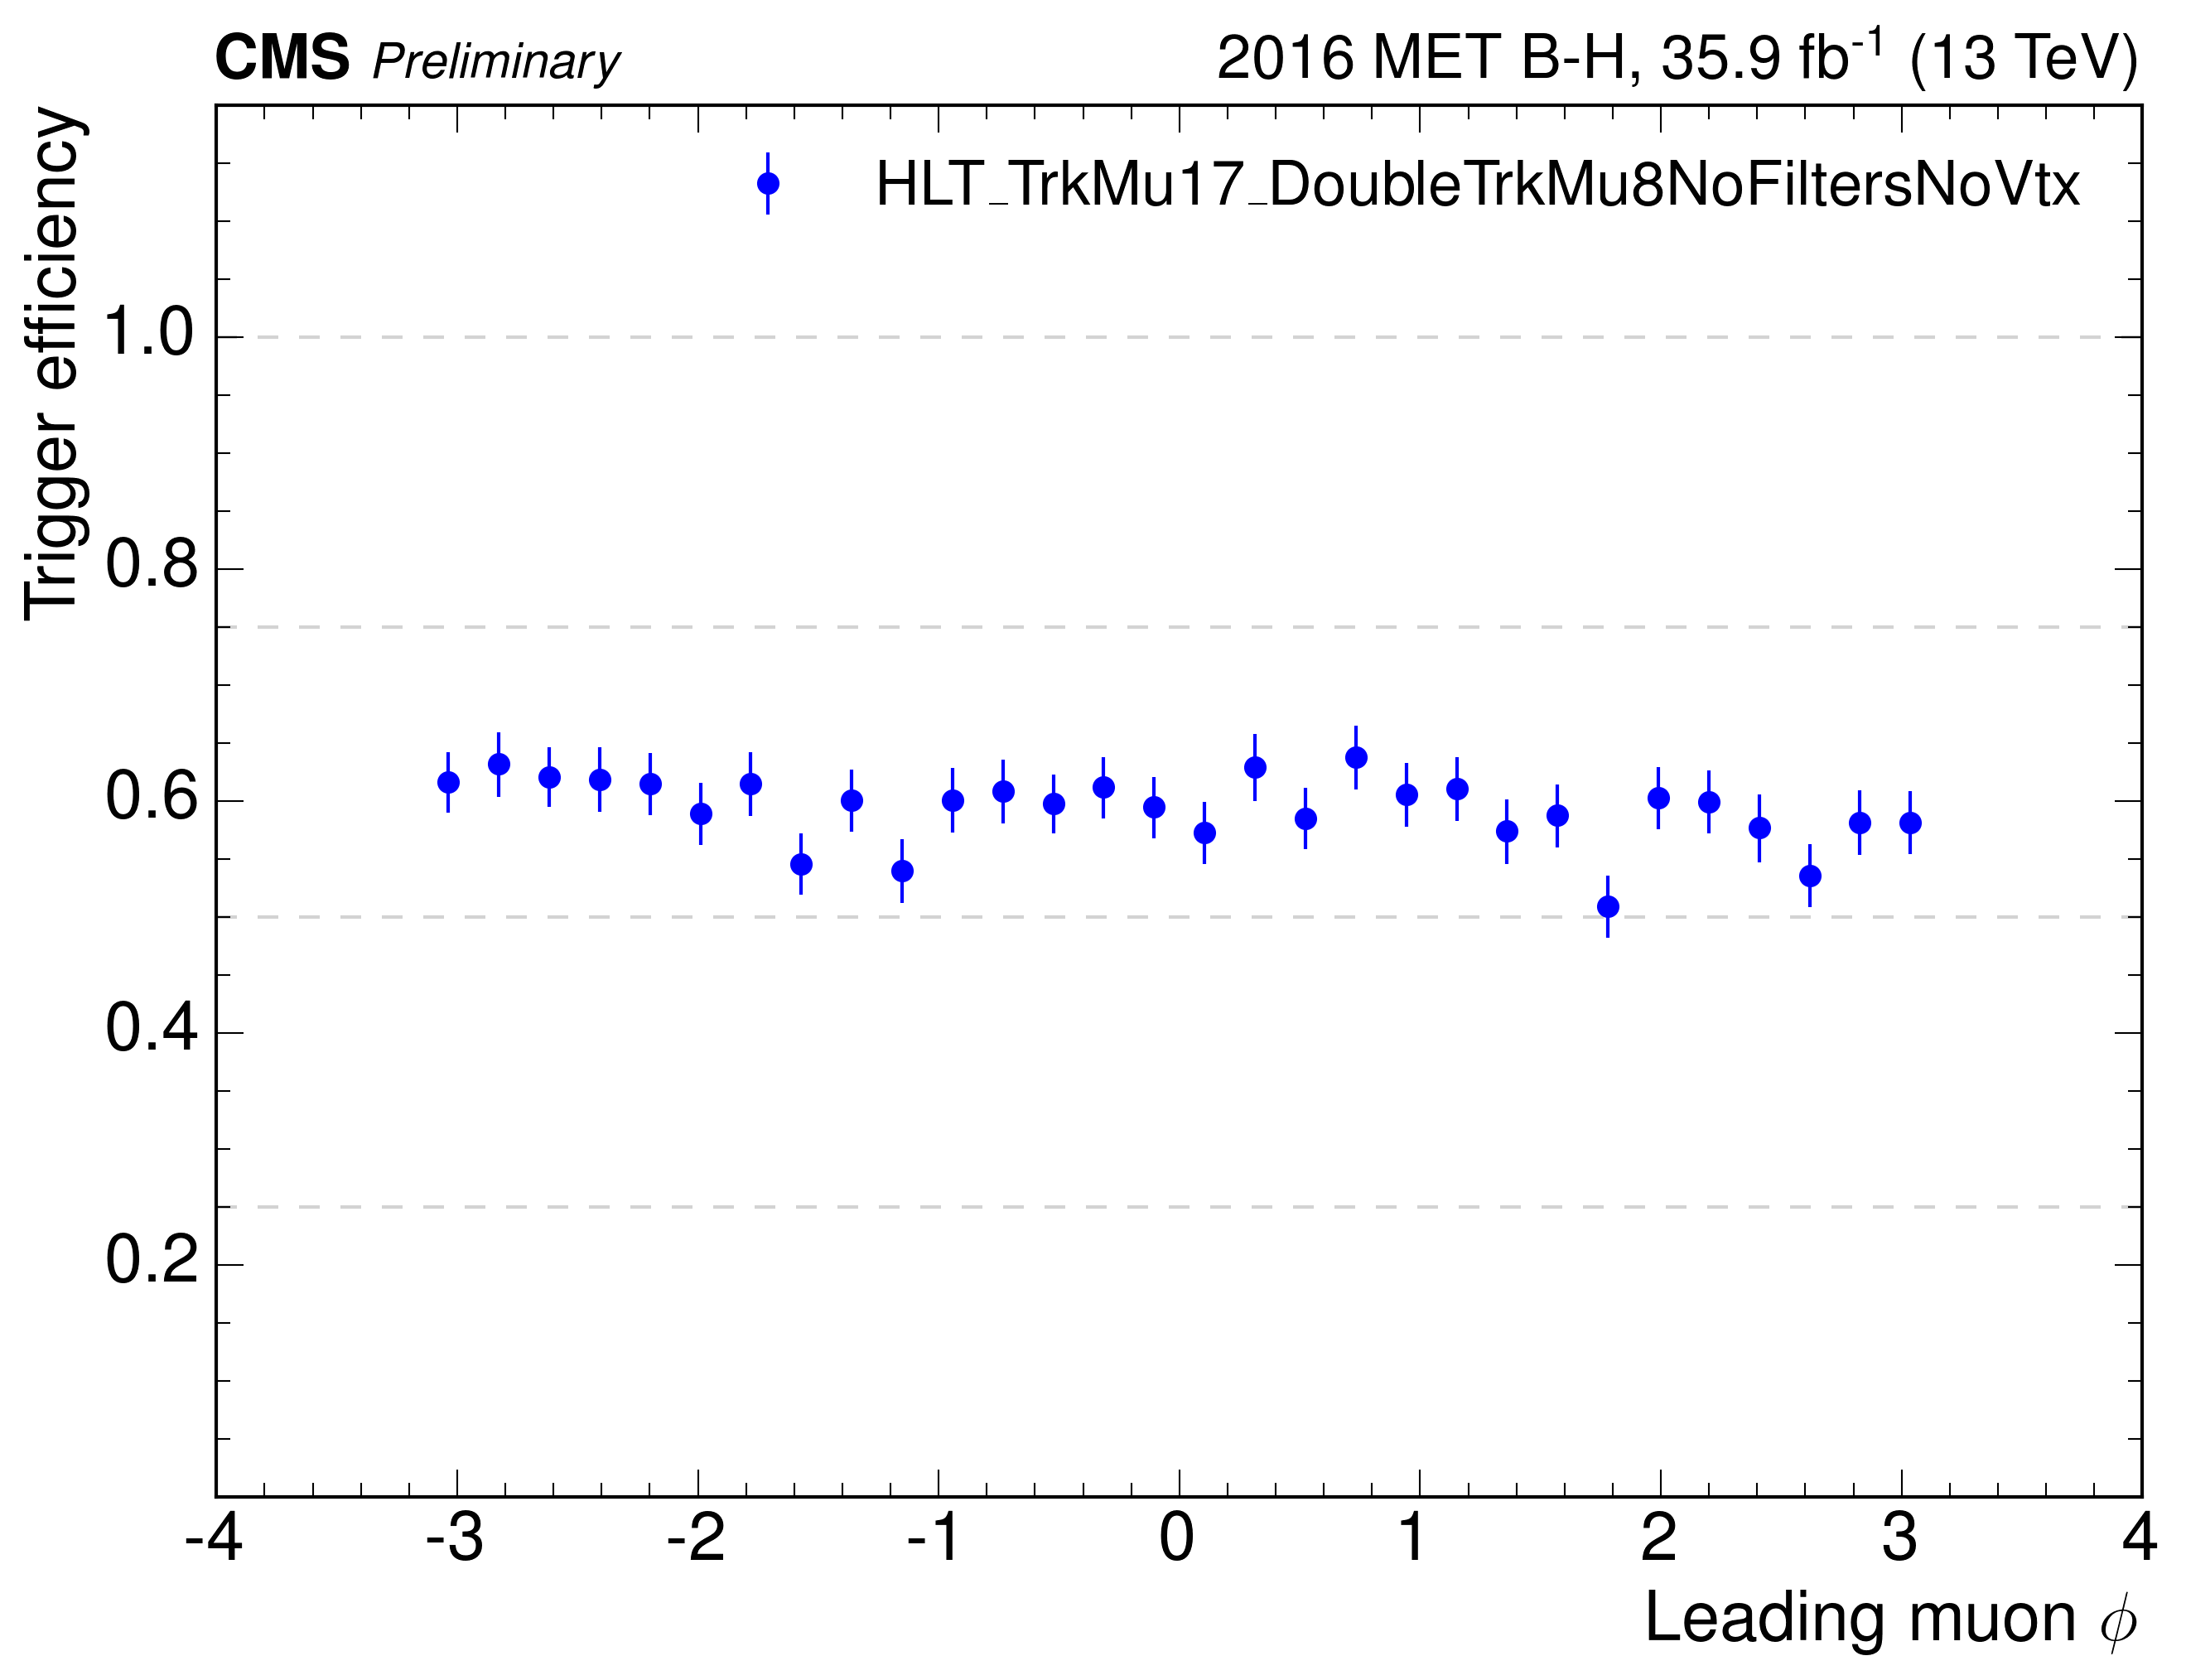 CMS Preliminary 2016 MET B-H, 35.9 fb-1 (13 TeV)
Trigger efficiency
HLT_TrkMu17_DoubleTrkMu8NoFiltersNoVtx
1.0
0.8
0.6
0.4
0.2
-4 -3 -2 -1 0 1 2 3 4
Leading muon ϕ